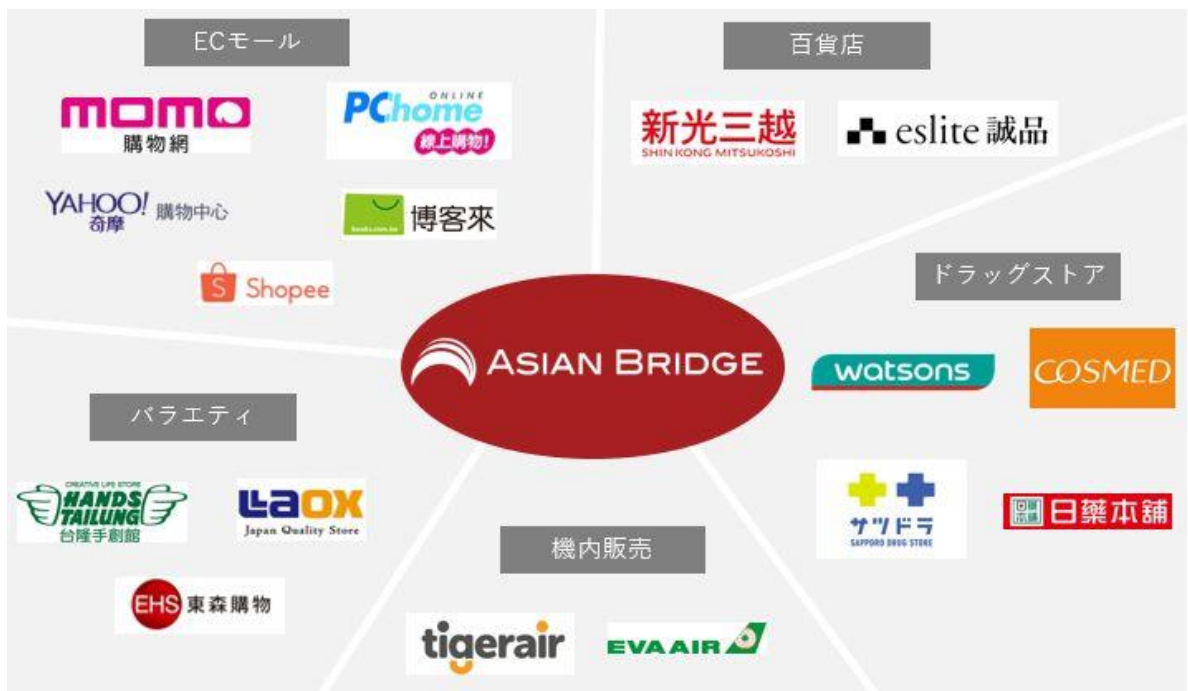 ECモール
momo
購物網
PChome
ONLINE
線上購物!
YAHOO!
奇摩
購物中心
books.com.tw
博客來
S
Shopee
百貨店
新光三越
SHIN KONG MITSUKOSHI
eslite 誠品
ドラッグストア
watsons
COSMED
サツドラ
SAPPORO DRUG STORE
日藥本舖
ASIAN BRIDGE
バラエティ
CREATIVE LIFE STORE
HANDS
TAILUNG
台隆手創館
Laox
Japan Quality Store
EHS 東森購物
機内販売
tigerair
EVA AIR